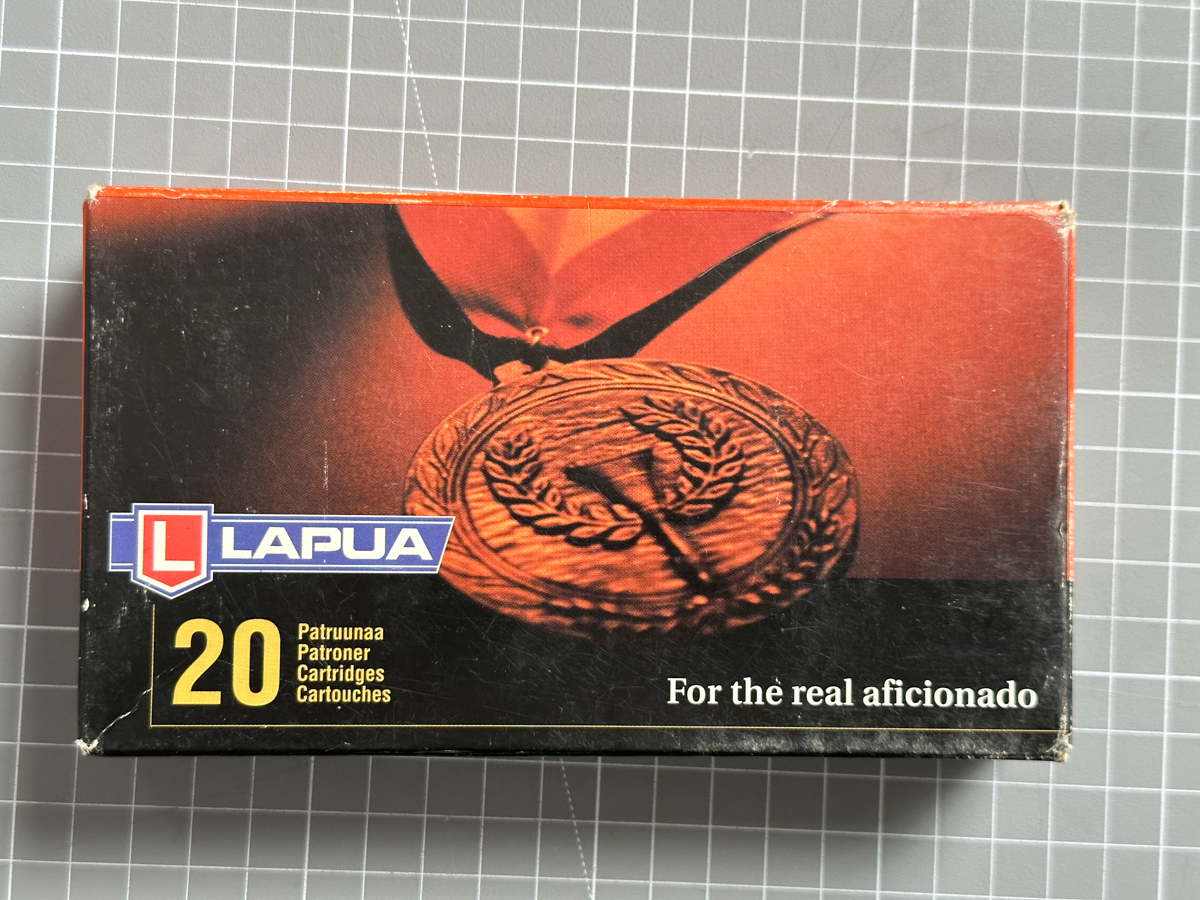 L LAPUA
20
Patruunaa
Patroner
Cartridges
Cartouches
For the real aficionado